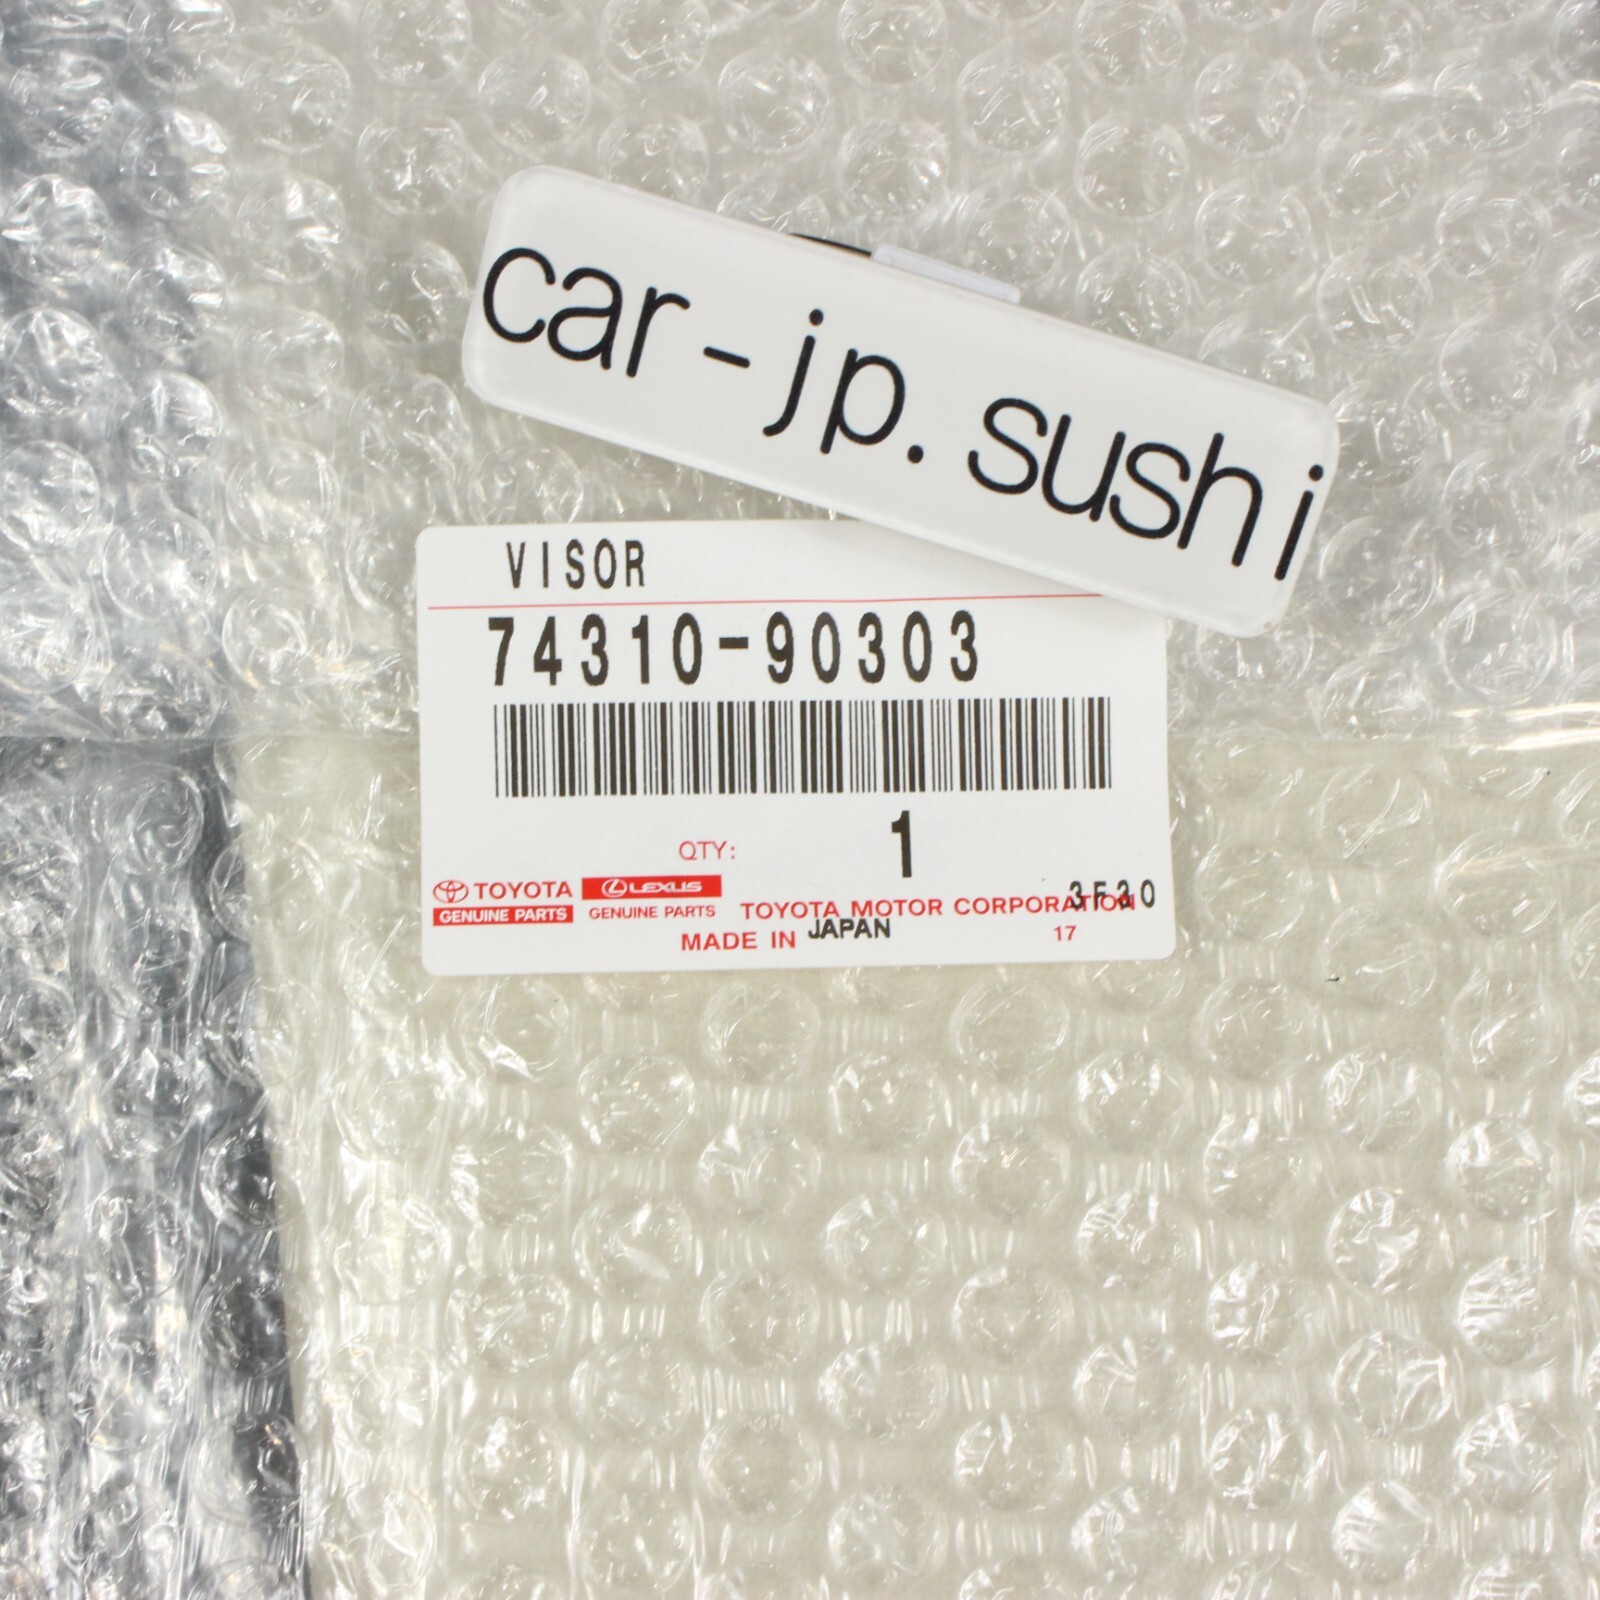 car-jp.sushi
VISOR
74310-90303
QTY: 1
TOYOTA
GENUINE PARTS
LEXUS
GENUINE PARTS
TOYOTA MOTOR CORPORATION
3F30
MADE IN JAPAN
17